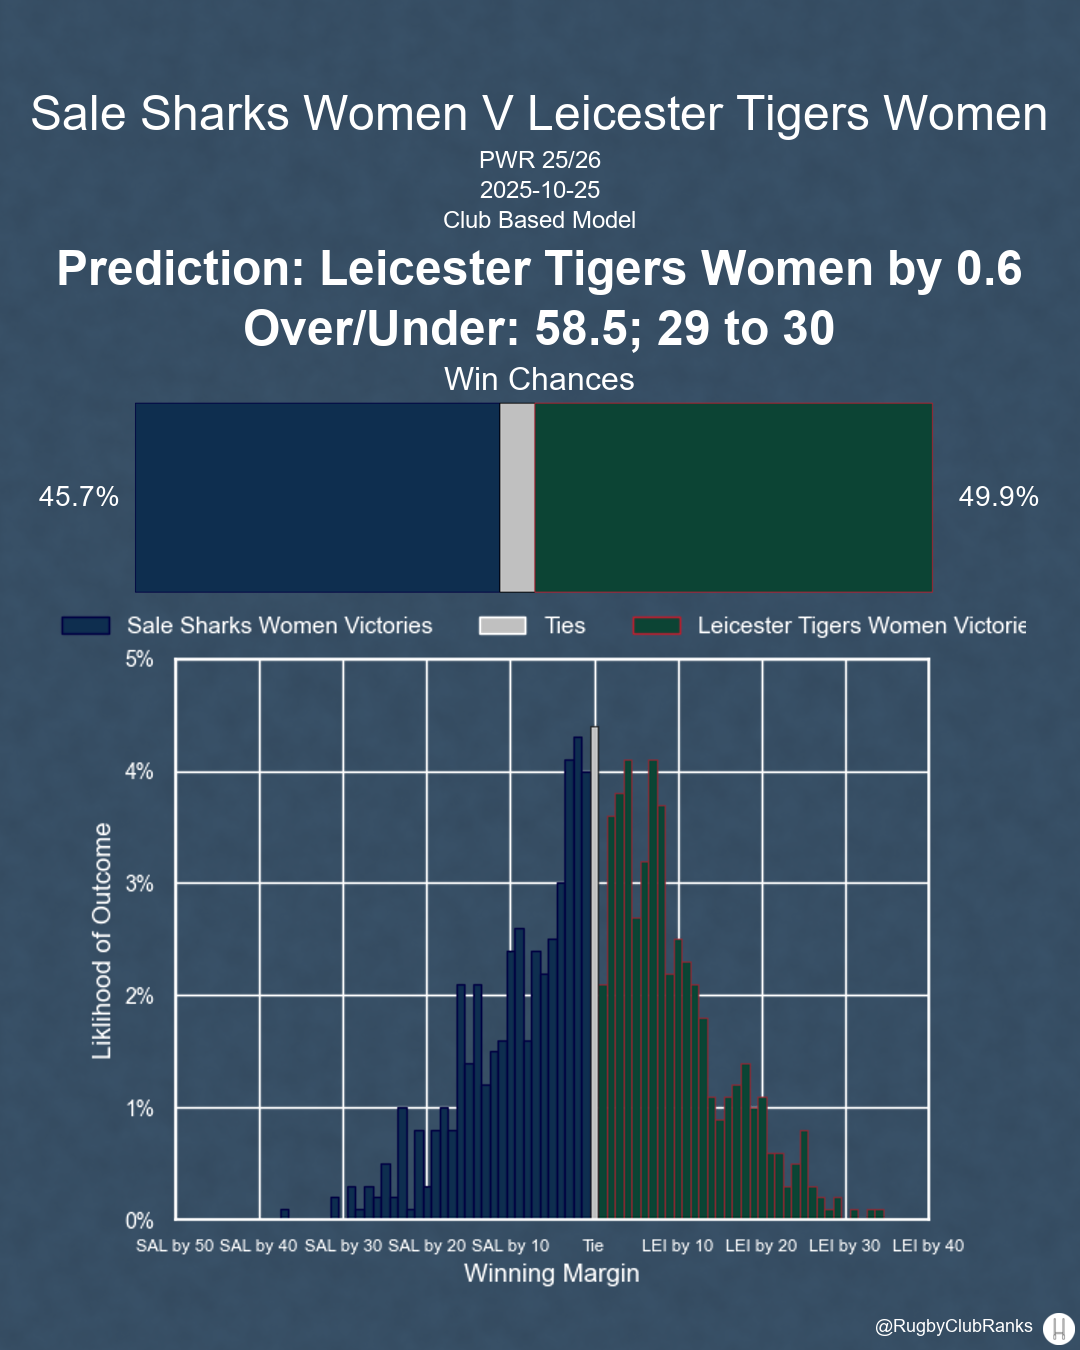 Sale Sharks Women V Leicester Tigers Women
PWR 25/26
2025-10-25
Club Based Model
Prediction: Leicester Tigers Women by 0.6
Over/Under: 58.5; 29 to 30
Win Chances
45.7%
49.9%
Sale Sharks Women Victories Ties Leicester Tigers Women Victorie
5%
4%
3%
2%
1%
0%
Liklihood of Outcome
SAL by 50 SAL by 40 SAL by 30 SAL by 20 SAL by 10 Tie LEI by 10 LEI by 20 LEI by 30 LEI by 40
Winning Margin
@RugbyClubRanks